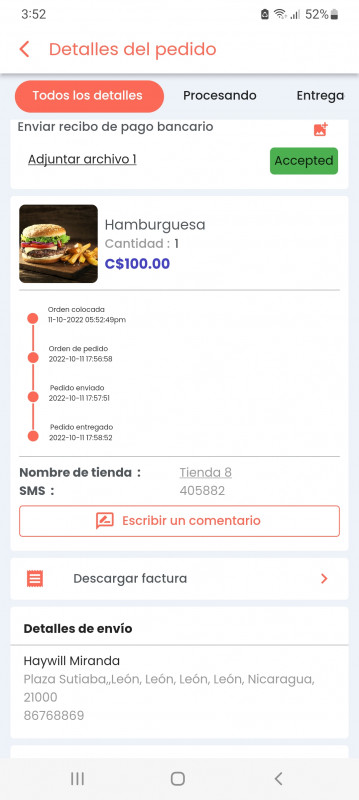 3:52
52%
Detalles del pedido
Todos los detalles
Procesando
Entrega
Enviar recibo de pago bancario
Adjuntar archivo 1
Accepted
Hamburguesa
Cantidad : 1
C$100.00
Orden colocada
11-10-2022 05:52:49pm
Orden de pedido
2022-10-11 17:56:58
Pedido enviado
2022-10-11 17:57:51
Pedido entregado
2022-10-11 17:58:52
Nombre de tienda : Tienda 8
SMS : 405882
Escribir un comentario
Descargar factura
Detalles de envío
Haywill Miranda
Plaza Sutiaba,,León, León, León, León, Nicaragua,
21000
86768869